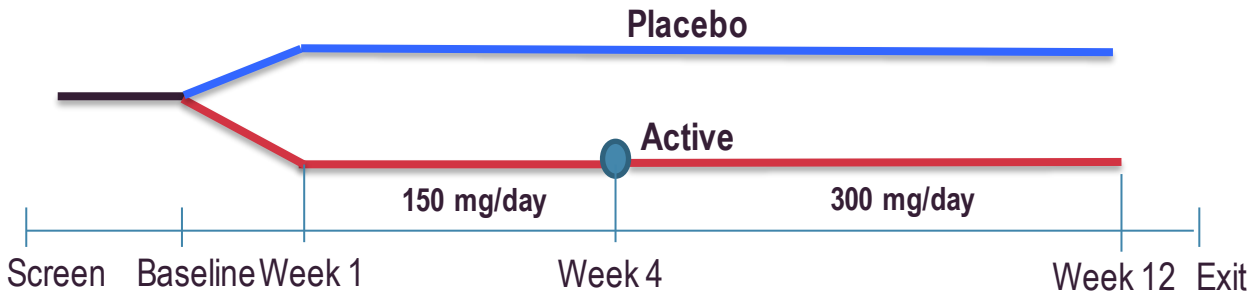 Placebo
Active
150 mg/day 300 mg/day
Screen Baseline Week 1 Week 4 Week 12 Exit